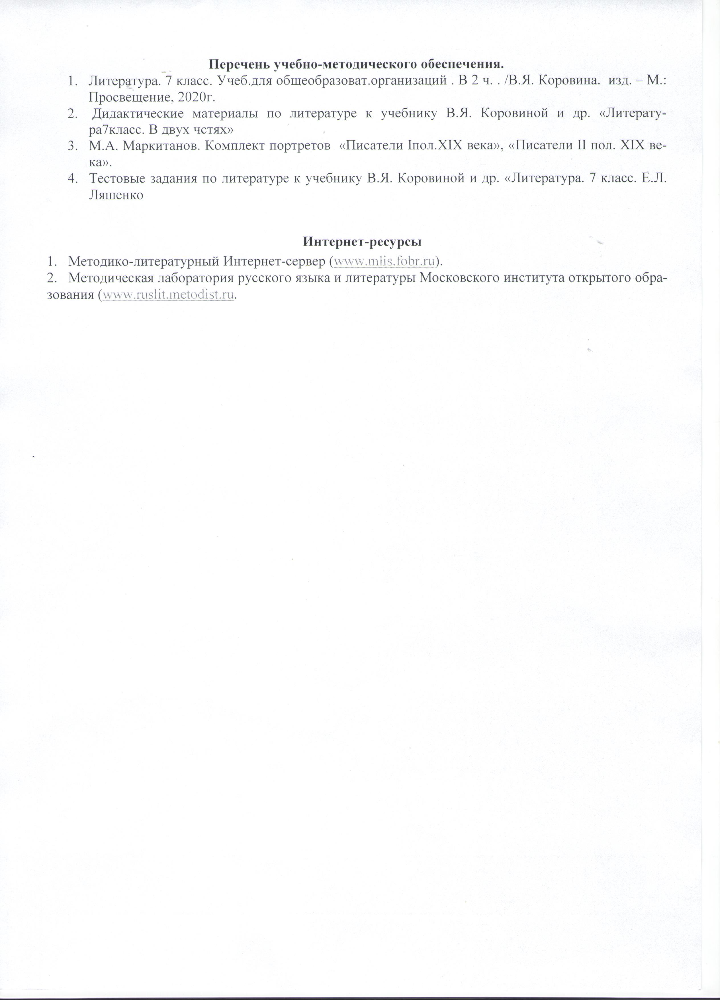 Перечень учебно-методического обеспечения.
1. Литература. 7 класс. Учеб.для общеобразоват.организаций . В 2 ч. . /В.Я. Коровина. изд. – М.:
Просвещение, 2020г.
2. Дидактические материалы по литературе к учебнику В.Я. Коровиной и др. «Литерату-
ра7класс. В двух чстях»
3. М.А. Маркитанов. Комплект портретов «Писатели Iпол.XIX века», «Писатели II пол. XIX ве-
ка».
4. Тестовые задания по литературе к учебнику В.Я. Коровиной и др. «Литература. 7 класс. Е.Л.
Ляшенко
Интернет-ресурсы
1. Методико-литературный Интернет-сервер (www.mlis.fobr.ru).
2. Методическая лаборатория русского языка и литературы Московского института открытого обра-
зования (www.ruslit.metodist.ru.